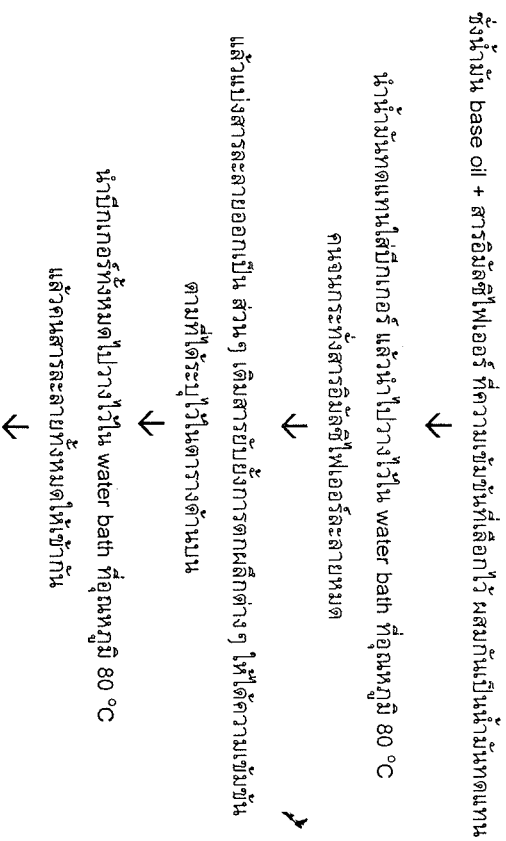 ชั่งน้ำมัน base oil + สารอิมัลซิไฟเออร์ ที่ความเข้มข้นที่เลือกไว้ ผสมกันเป็นน้ำมันทดแทน
↓
นำน้ำมันทดแทนใส่บีกเกอร์ แล้วนำไปวางไว้ใน water bath ที่อุณหภูมิ 80 °C
คนจนกระทั่งสารอิมัลซิไฟเออร์ละลายหมด
↓
แล้วแบ่งสารละลายออกเป็น ส่วนๆ เติมสารยับยั้งการตกผลึกต่างๆ ให้ได้ความเข้มข้น
ตามที่ได้ระบุไว้ในตารางด้านบน
↓
นำบีกเกอร์ทั้งหมดไปวางไว้ใน water bath ที่อุณหภูมิ 80 °C
แล้วคนสารละลายทั้งหมดให้เข้ากัน
↓